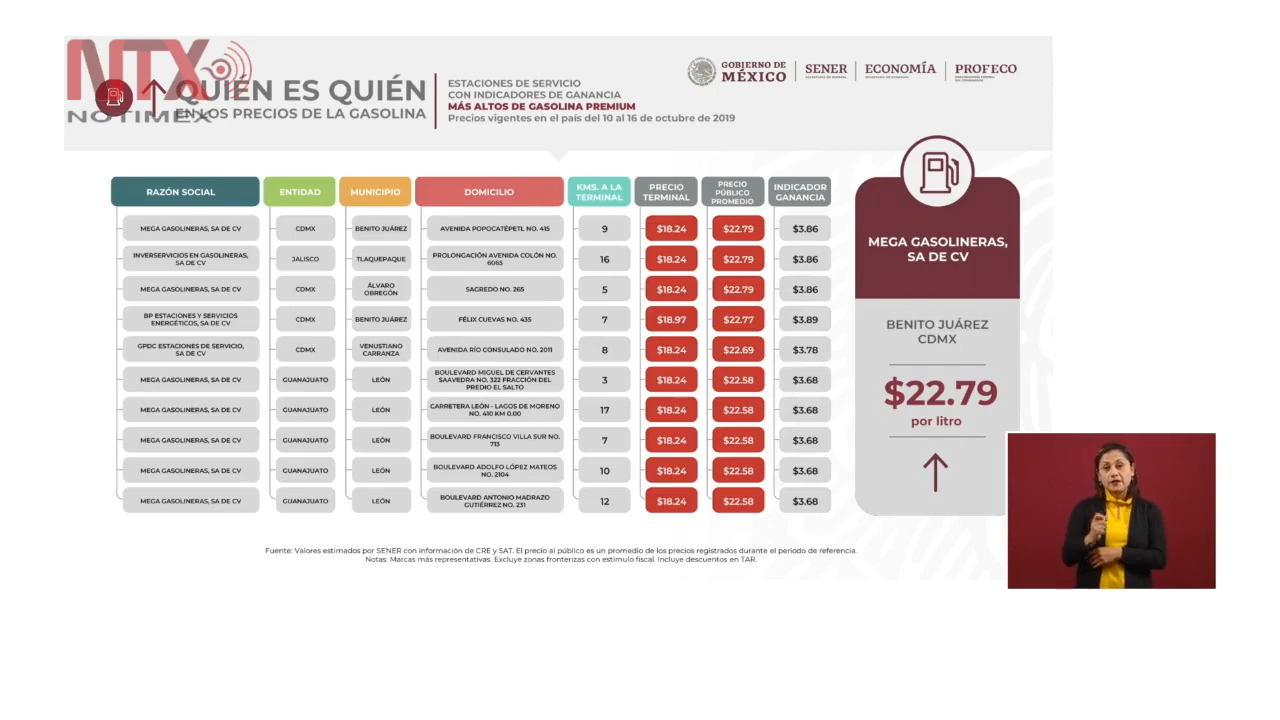 NTX
NOTIMEX
QUIÉN ES QUIÉN
EN LOS PRECIOS DE LA GASOLINA
ESTACIONES DE SERVICIO
CON INDICADORES DE GANANCIA
MÁS ALTOS DE GASOLINA PREMIUM
Precios vigentes en el país del 10 al 16 de octubre de 2019
GOBIERNO DE
MÉXICO
SENER
ECONOMÍA
PROFECO
RAZÓN SOCIAL ENTIDAD MUNICIPIO DOMICILIO KMS. A LA TERMINAL PRECIO TERMINAL PRECIO PÚBLICO PROMEDIO INDICADOR GANANCIA
MEGA GASOLINERAS, SA DE CV CDMX BENITO JUÁREZ AVENIDA POPOCATÉPETL NO. 415 9 $18.24 $22.79 $3.86
INVERSERVICIOS EN GASOLINERAS, SA DE CV JALISCO TLAQUEPAQUE PROLONGACIÓN AVENIDA COLÓN NO. 6065 16 $18.24 $22.79 $3.86
MEGA GASOLINERAS, SA DE CV CDMX ÁLVARO OBREGÓN SAGREDO NO. 265 5 $18.24 $22.79 $3.86
BP ESTACIONES Y SERVICIOS ENERGÉTICOS, SA DE CV CDMX BENITO JUÁREZ FÉLIX CUEVAS NO. 435 7 $18.97 $22.77 $3.89
GPDC ESTACIONES DE SERVICIO, SA DE CV CDMX VENUSTIANO CARRANZA AVENIDA RÍO CONSULADO NO. 2011 8 $18.24 $22.69 $3.78
MEGA GASOLINERAS, SA DE CV GUANAJUATO LEÓN BOULEVARD MIGUEL DE CERVANTES SAAVEDRA NO. 322 FRACCIÓN DEL PREDIO EL SALTO 3 $18.24 $22.58 $3.68
MEGA GASOLINERAS, SA DE CV GUANAJUATO LEÓN CARRETERA LEÓN - LAGOS DE MORENO NO. 410 KM 0.00 17 $18.24 $22.58 $3.68
MEGA GASOLINERAS, SA DE CV GUANAJUATO LEÓN BOULEVARD FRANCISCO VILLA SUR NO. 713 7 $18.24 $22.58 $3.68
MEGA GASOLINERAS, SA DE CV GUANAJUATO LEÓN BOULEVARD ADOLFO LÓPEZ MATEOS NO. 2104 10 $18.24 $22.58 $3.68
MEGA GASOLINERAS, SA DE CV GUANAJUATO LEÓN BOULEVARD ANTONIO MADRAZO GUTIÉRREZ NO. 231 12 $18.24 $22.58 $3.68
MEGA GASOLINERAS,
SA DE CV
BENITO JUÁREZ
CDMX
$22.79
por litro
Fuente: Valores estimados por SENER con información de CRE y SAT. El precio al público es un promedio de los precios registrados durante el periodo de referencia.
Notas: Marcas más representativas. Excluye zonas fronterizas con estímulo fiscal. Incluye descuentos en TAR.